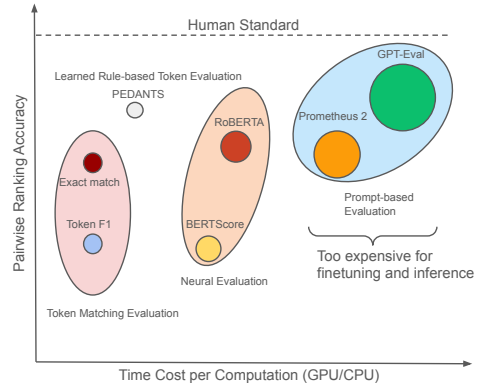 Human Standard
GPT-Eval
Learned Rule-based Token Evaluation
PEDANTS
RoBERTA
Prometheus 2
Exact match
Token F1
BERTScore
Prompt-based
Evaluation
Too expensive for
finetuning and inference
Neural Evaluation
Token Matching Evaluation
Pairwise Ranking Accuracy
Time Cost per Computation (GPU/CPU)